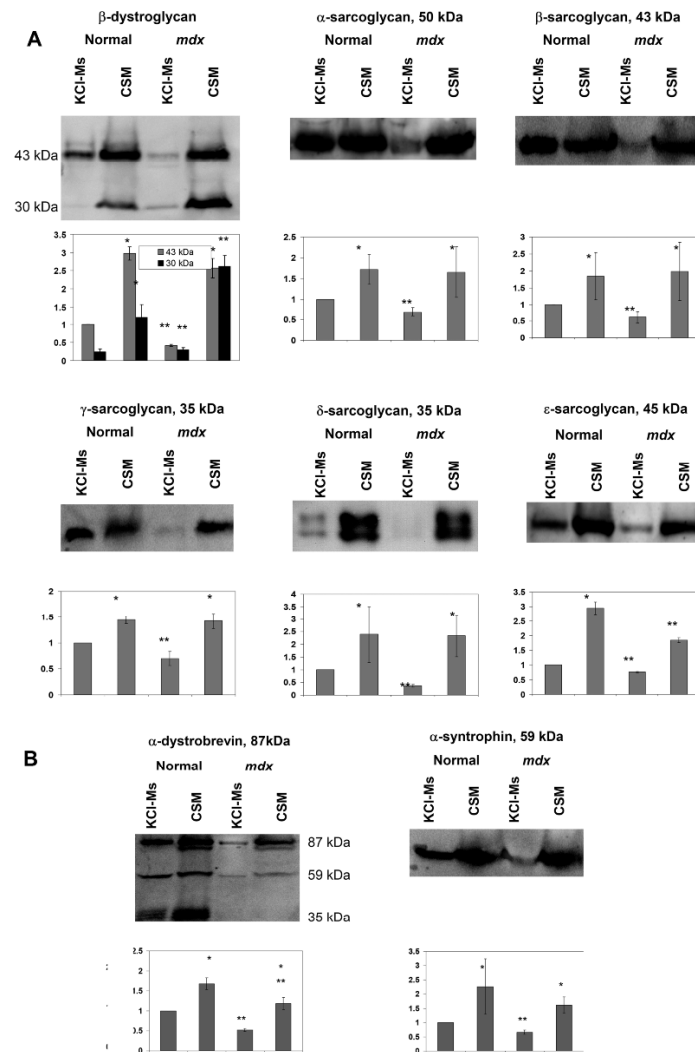 β-dystroglycan
α-sarcoglycan, 50 kDa
β-sarcoglycan, 43 kDa
A
Normal mdx
Normal mdx
Normal mdx
KCl-Ms CSM KCl-Ms CSM
KCl-Ms CSM KCl-Ms CSM
KCl-Ms CSM KCl-Ms CSM
43 kDa
30 kDa
3.5
3
2.5
2
1.5
1
0.5
0
43 kDa
30 kDa
* * ** ** * **
2.5
2
1.5
1
0.5
0
* ** *
3
2.5
2
1.5
1
0.5
0
* ** *
γ-sarcoglycan, 35 kDa
δ-sarcoglycan, 35 kDa
ε-sarcoglycan, 45 kDa
Normal mdx
Normal mdx
Normal mdx
KCl-Ms CSM KCl-Ms CSM
KCl-Ms CSM KCl-Ms CSM
KCl-Ms CSM KCl-Ms CSM
2
1.5
1
0.5
0
* ** *
4
3.5
3
2.5
2
1.5
1
0.5
0
* ** *
3.5
3
2.5
2
1.5
1
0.5
0
* ** **
B
α-dystrobrevin, 87kDa
α-syntrophin, 59 kDa
Normal mdx
Normal mdx
KCl-Ms CSM KCl-Ms CSM
KCl-Ms CSM KCl-Ms CSM
87 kDa
59 kDa
35 kDa
2.5
2
1.5
1
0.5
0
* ** * **
3.5
3
2.5
2
1.5
1
0.5
0
* ** *